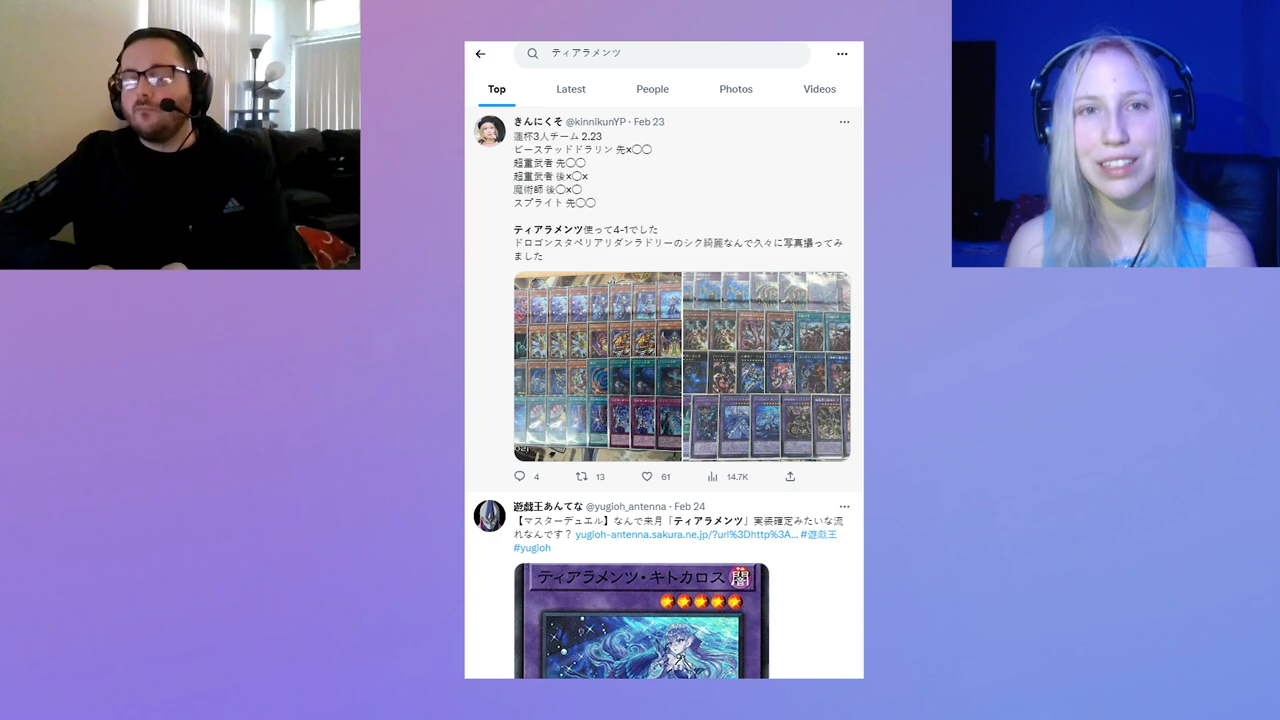 ティアラメンツ
Top Latest People Photos Videos
きんにくそ @kinnikunYP · Feb 23
蓮杯3人チーム 2.23
ビーステッドドラリン 先x◯◯
超重武者 先◯◯
超重武者 後x◯x
魔術師 後◯x◯
スプライト 先◯◯
ティアラメンツ使って4-1でした
ドロゴンスタペリアリダンラドリーのシク綺麗なんで久々に写真撮ってみ
ました
4 13 61 14.7K
遊戯王あんてな @yugioh_antenna · Feb 24
【マスターデュエル】なんで来月「ティアラメンツ」実装確定みたいな流
れなんです？ yugioh-antenna.sakura.ne.jp/?url%3Dhttp%3A... #遊戯王
#yugioh
ティアラメンツ・キトカロス 闇
adidas